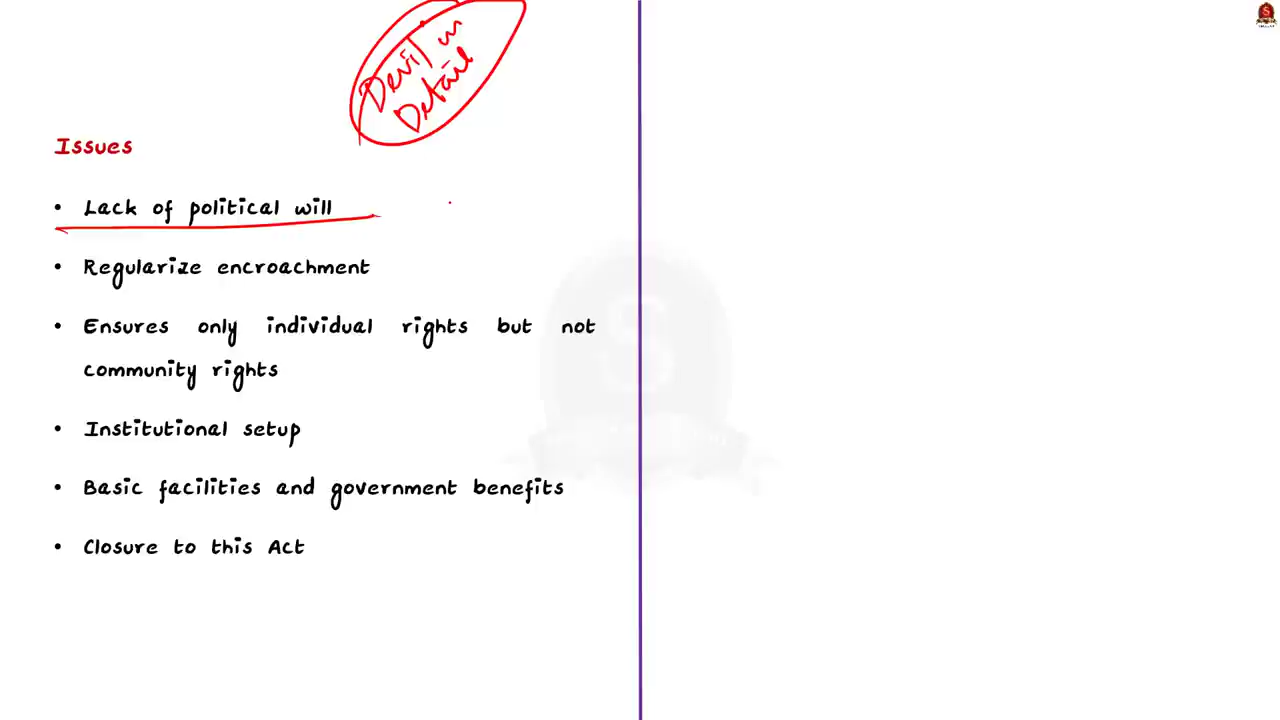 Devil in
Detail
Issues
• Lack of political will
• Regularize encroachment
• Ensures only individual rights but not
community rights
• Institutional setup
• Basic facilities and government benefits
• Closure to this Act